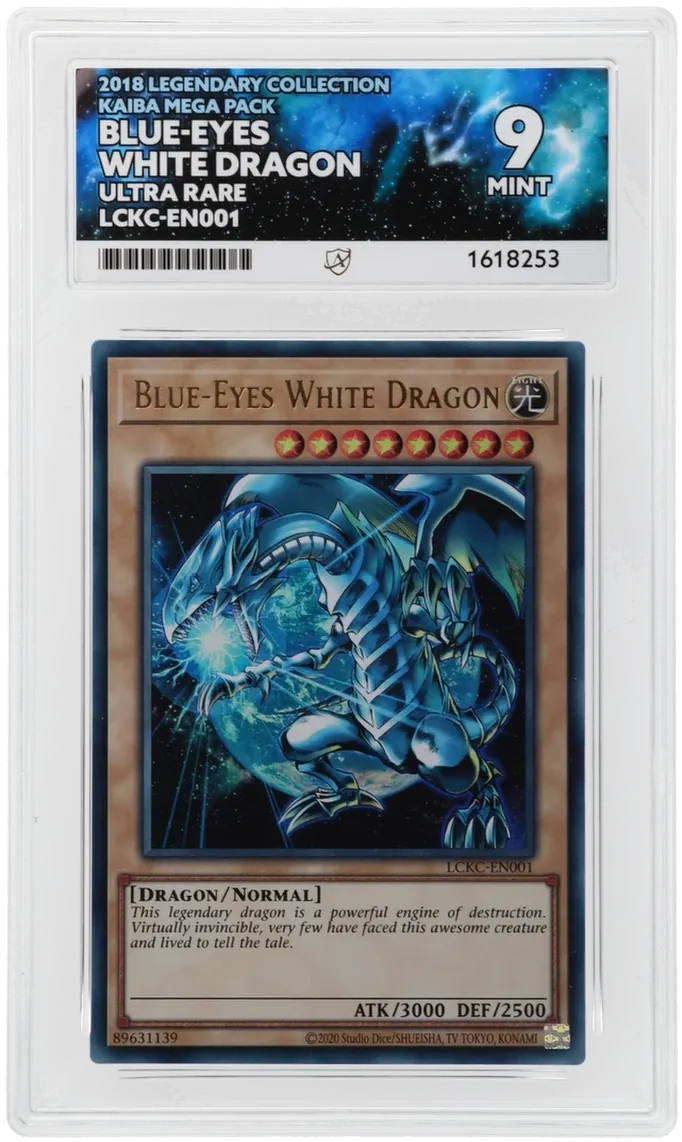 2018 LEGENDARY COLLECTION
KAIBA MEGA PACK
BLUE-EYES
WHITE DRAGON
ULTRA RARE
LCKC-EN001
9
MINT
A
1618253
BLUE-EYES WHITE DRAGON
LIGHT
光
LCKC-EN001
[DRAGON/NORMAL]
This legendary dragon is a powerful engine of destruction.
Virtually invincible, very few have faced this awesome creature
and lived to tell the tale.
ATK/3000 DEF/2500
89631139
©2020 Studio Dice/SHUEISHA, TV TOKYO, KONAMI